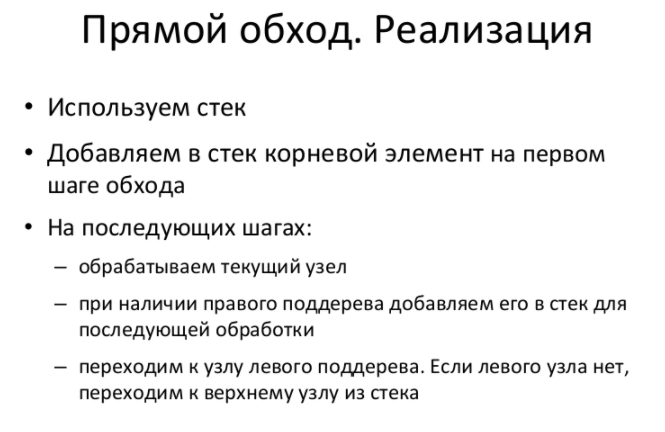 Прямой обход. Реализация
• Используем стек
• Добавляем в стек корневой элемент на первом
шаге обхода
• На последующих шагах:
– обрабатываем текущий узел
– при наличии правого поддерева добавляем его в стек для
последующей обработки
– переходим к узлу левого поддерева. Если левого узла нет,
переходим к верхнему узлу из стека